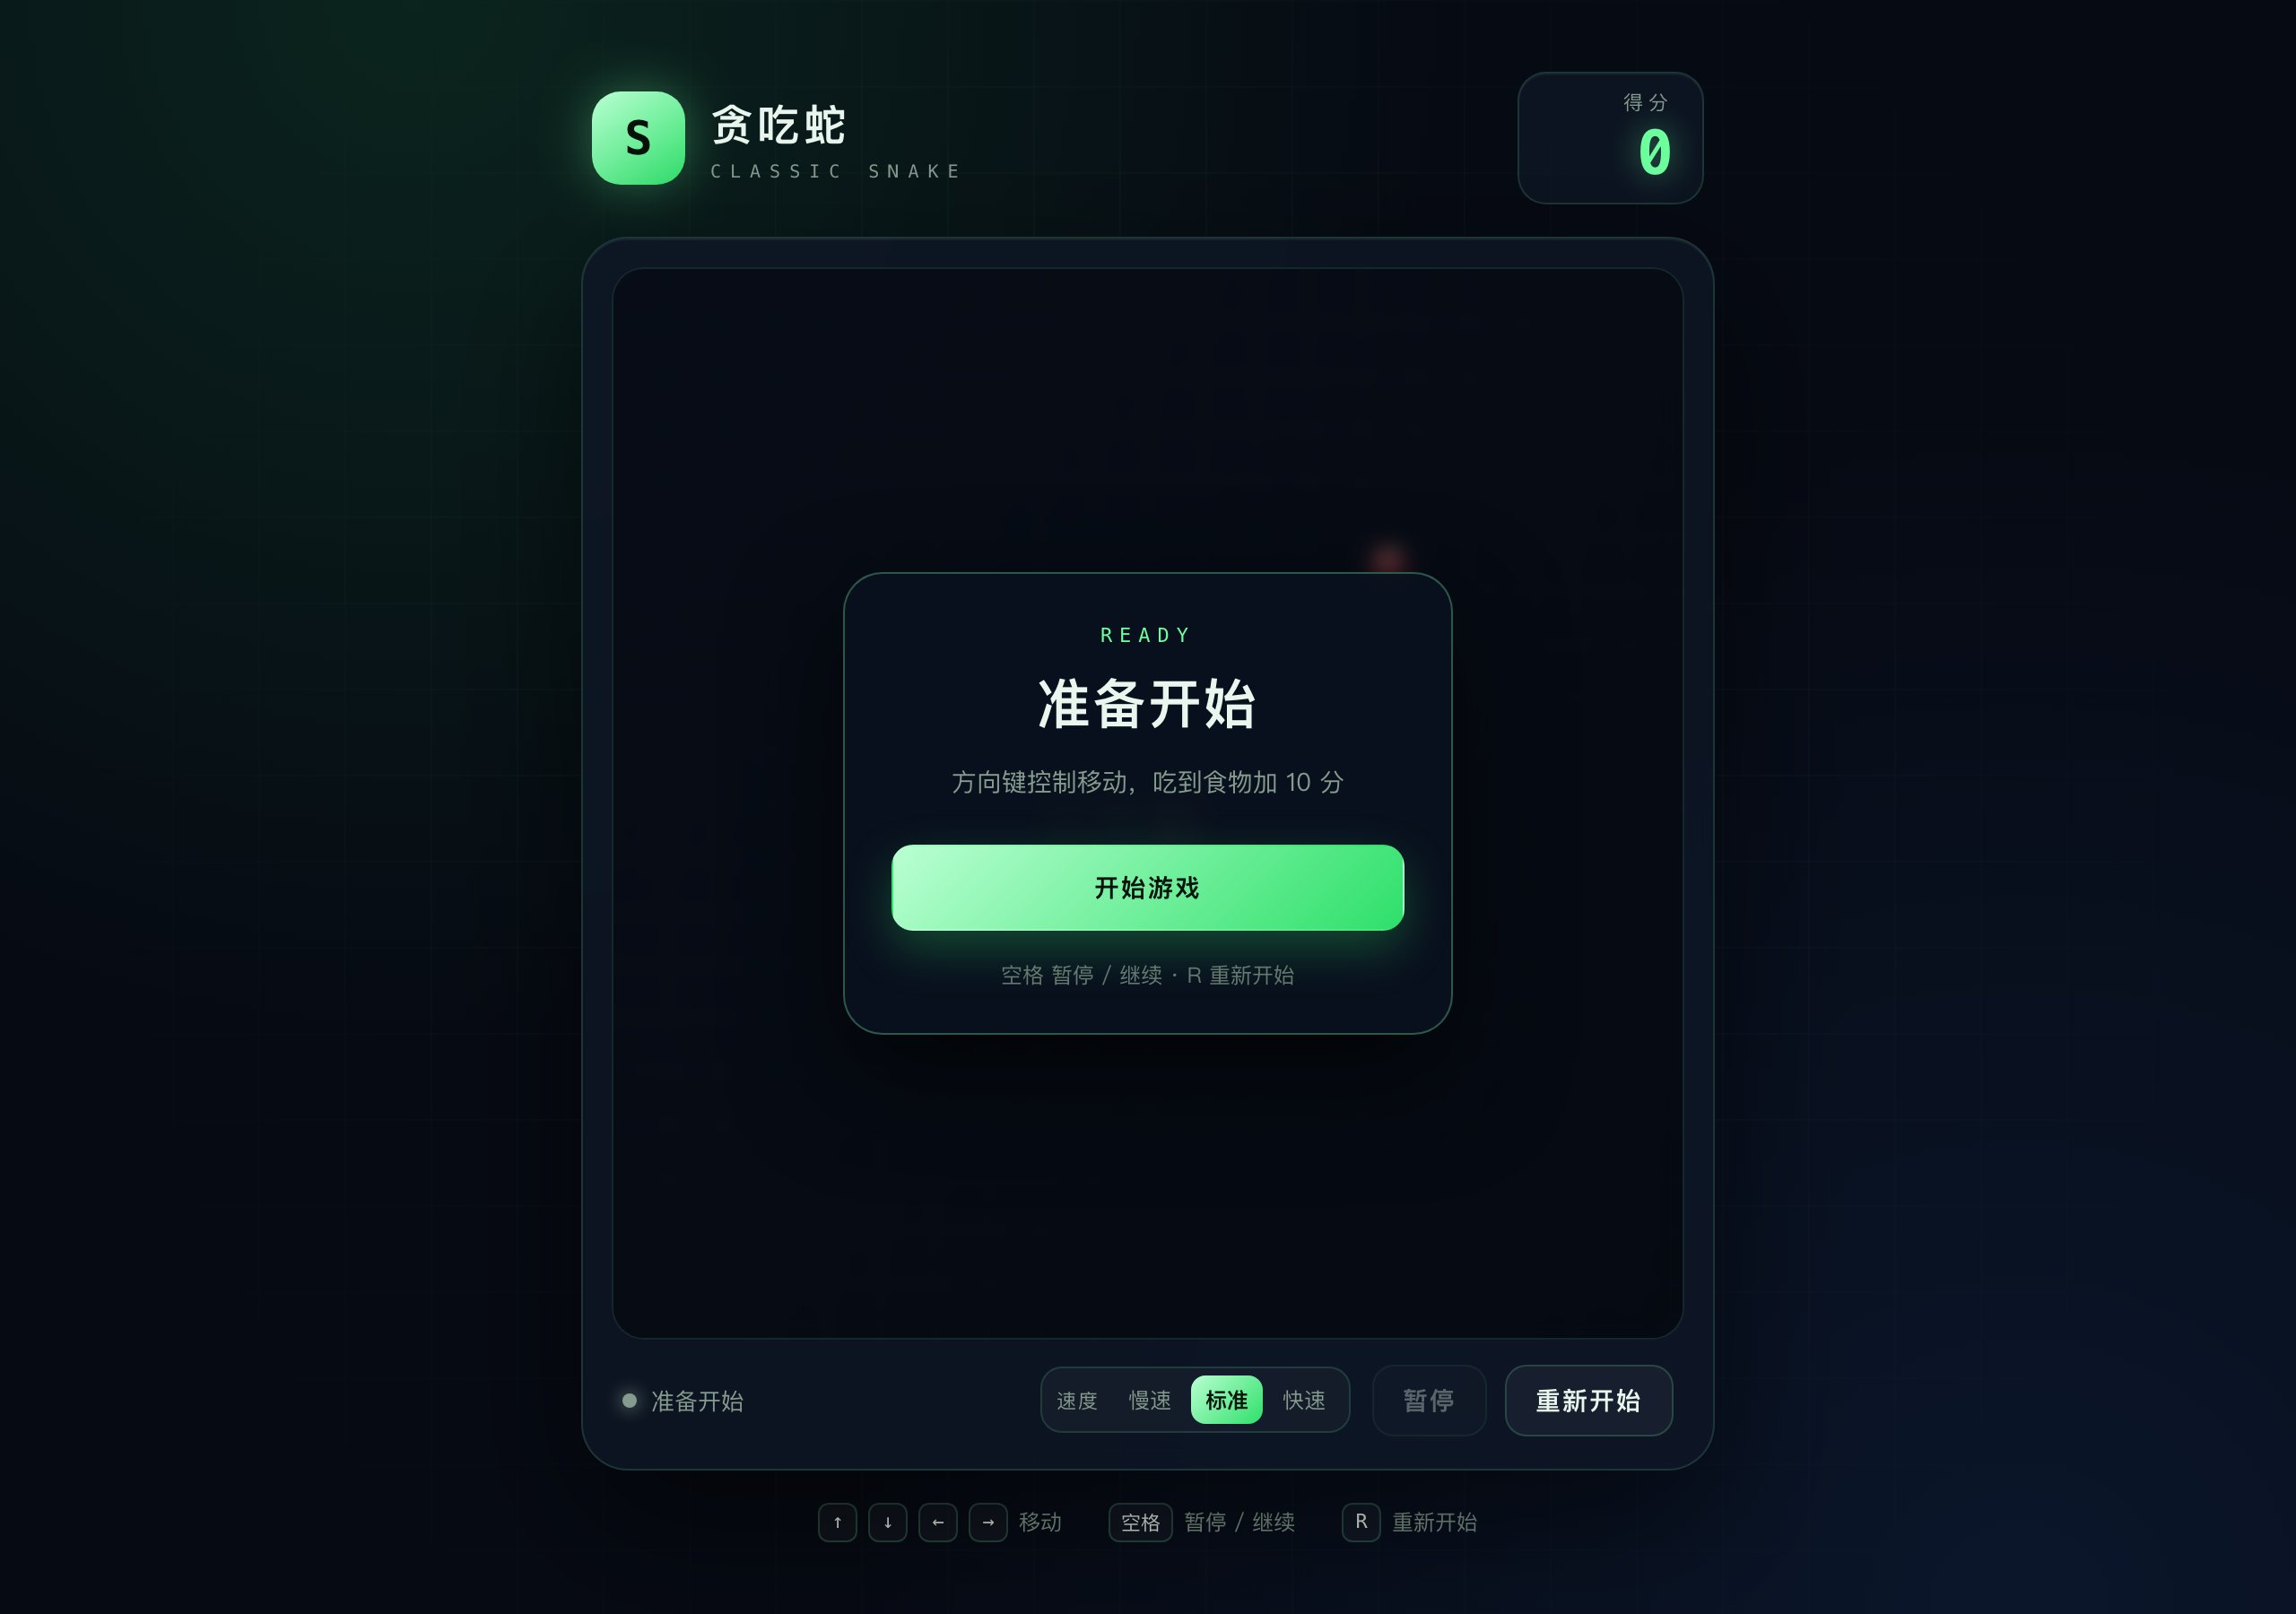 S
贪吃蛇
CLASSIC SNAKE
得分
0
READY
准备开始
方向键控制移动，吃到食物加 10 分
开始游戏
空格 暂停 / 继续 · R 重新开始
准备开始
速度 慢速 标准 快速
暂停
重新开始
↑ ↓ ← → 移动 空格 暂停 / 继续 R 重新开始